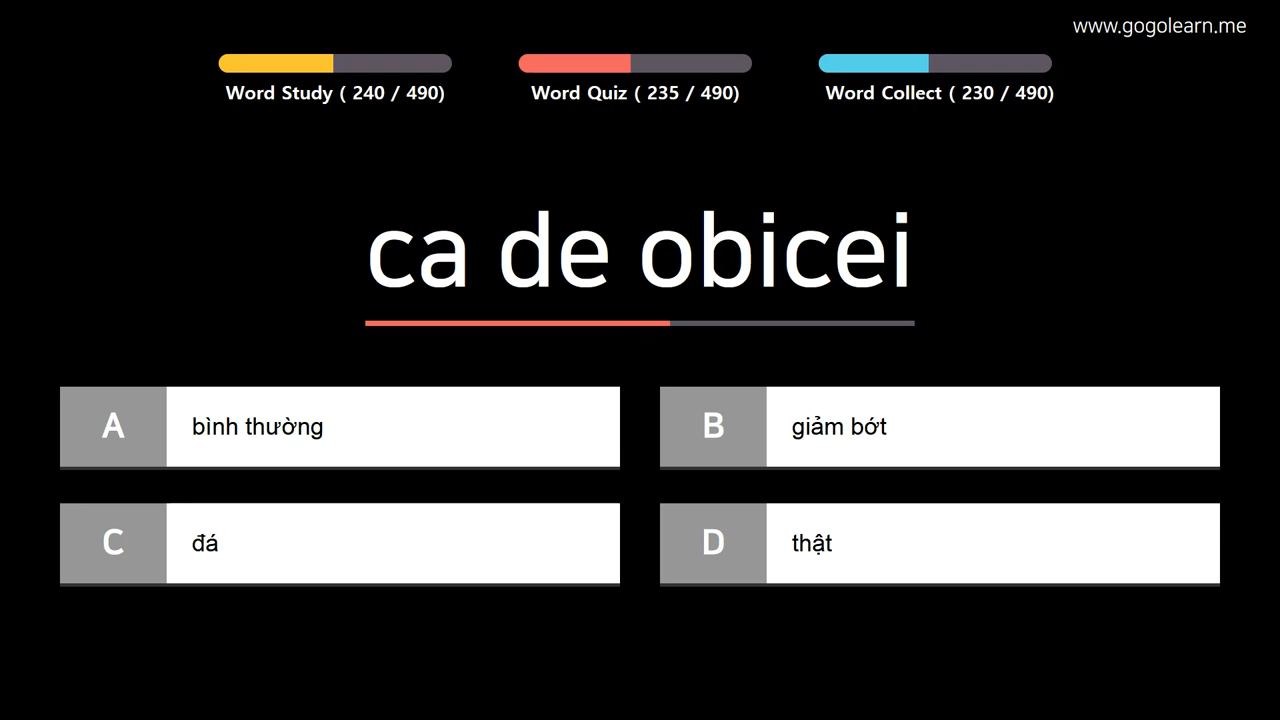 www.gogolearn.me
Word Study ( 240 / 490)
Word Quiz ( 235 / 490)
Word Collect ( 230 / 490)
ca de obicei
A bình thường
B giảm bớt
C đá
D thật